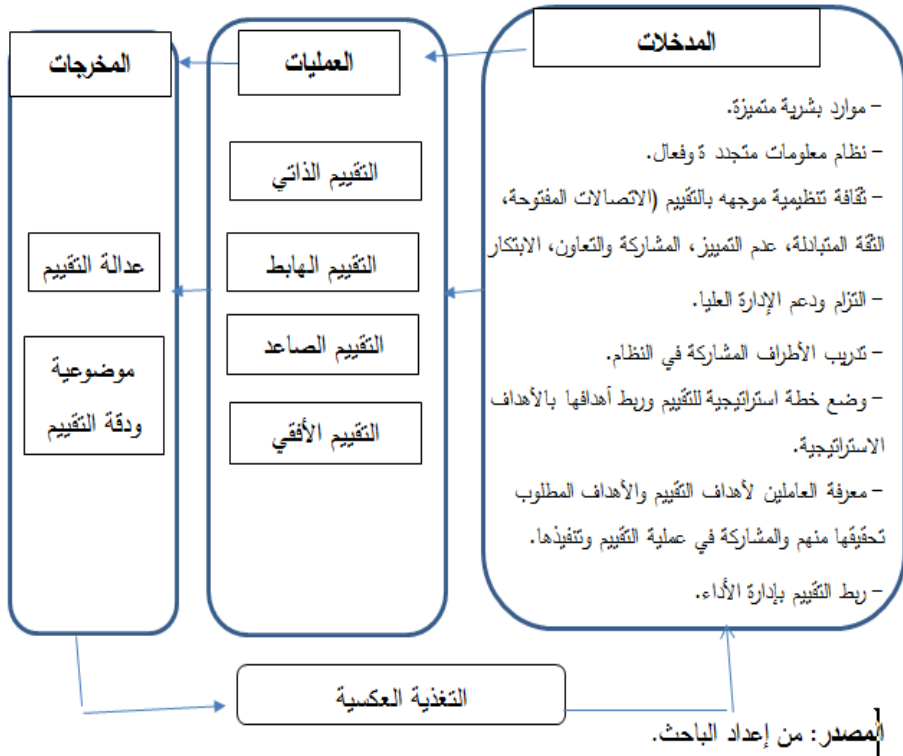 المدخلات
- موارد بشرية متميزة.
- نظام معلومات متجدد ة وفعال.
- ثقافة تنظيمية موجهه بالتقييم (الاتصالات المفتوحة،
الثقة المتبادلة، عدم التمييز، المشاركة والتعاون، الابتكار
- التزام ودعم الإدارة العليا.
- تدريب الأطراف المشاركة في النظام.
- وضع خطة استراتيجية للتقييم وربط أهدافها بالأهداف
الاستراتيجية.
- معرفة العاملين لأهداف التقييم والأهداف المطلوب
تحقيقها منهم والمشاركة في عملية التقييم وتنفيذها.
- ربط التقييم بإدارة الأداء.
العمليات
التقييم الذاتي
التقييم الهابط
التقييم الصاعد
التقييم الأفقي
المخرجات
عدالة التقييم
موضوعية
ودقة التقييم
التغذية العكسية
المصدر: من إعداد الباحث.